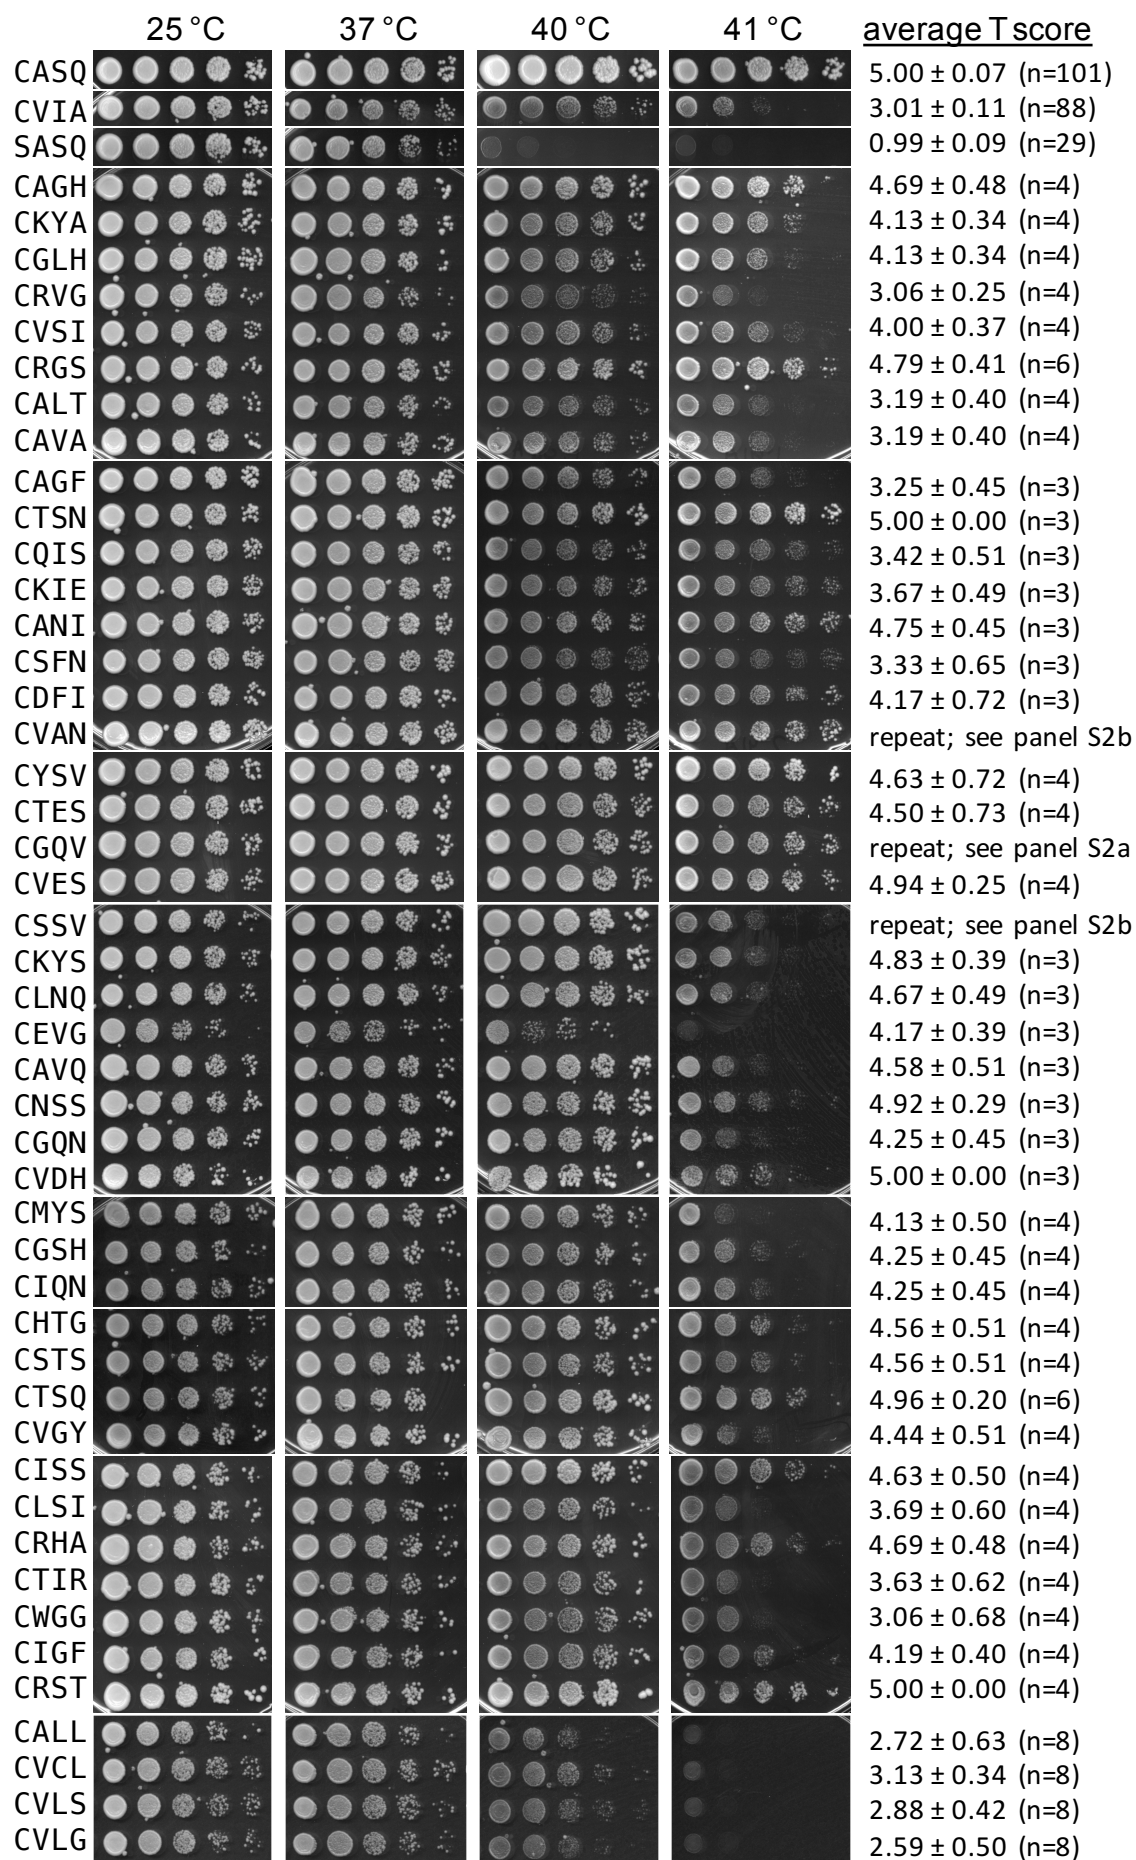 25 °C 37 °C 40 °C 41 °C average T score
CASQ 5.00 ± 0.07 (n=101)
CVIA 3.01 ± 0.11 (n=88)
SASQ 0.99 ± 0.09 (n=29)
CAGH 4.69 ± 0.48 (n=4)
CKYA 4.13 ± 0.34 (n=4)
CGLH 4.13 ± 0.34 (n=4)
CRVG 3.06 ± 0.25 (n=4)
CVSI 4.00 ± 0.37 (n=4)
CRGS 4.79 ± 0.41 (n=6)
CALT 3.19 ± 0.40 (n=4)
CAVA 3.19 ± 0.40 (n=4)
CAGF 3.25 ± 0.45 (n=3)
CTSN 5.00 ± 0.00 (n=3)
CQIS 3.42 ± 0.51 (n=3)
CKIE 3.67 ± 0.49 (n=3)
CANI 4.75 ± 0.45 (n=3)
CSFN 3.33 ± 0.65 (n=3)
CDFI 4.17 ± 0.72 (n=3)
CVAN repeat; see panel S2b
CYSV 4.63 ± 0.72 (n=4)
CTES 4.50 ± 0.73 (n=4)
CGQV repeat; see panel S2a
CVES 4.94 ± 0.25 (n=4)
CSSV repeat; see panel S2b
CKYS 4.83 ± 0.39 (n=3)
CLNQ 4.67 ± 0.49 (n=3)
CEVG 4.17 ± 0.39 (n=3)
CAVQ 4.58 ± 0.51 (n=3)
CNSS 4.92 ± 0.29 (n=3)
CGQN 4.25 ± 0.45 (n=3)
CVDH 5.00 ± 0.00 (n=3)
CMYS 4.13 ± 0.50 (n=4)
CGSH 4.25 ± 0.45 (n=4)
CIQN 4.25 ± 0.45 (n=4)
CHTG 4.56 ± 0.51 (n=4)
CSTS 4.56 ± 0.51 (n=4)
CTSQ 4.96 ± 0.20 (n=6)
CVGY 4.44 ± 0.51 (n=4)
CISS 4.63 ± 0.50 (n=4)
CLSI 3.69 ± 0.60 (n=4)
CRHA 4.69 ± 0.48 (n=4)
CTIR 3.63 ± 0.62 (n=4)
CWGG 3.06 ± 0.68 (n=4)
CIGF 4.19 ± 0.40 (n=4)
CRST 5.00 ± 0.00 (n=4)
CALL 2.72 ± 0.63 (n=8)
CVCL 3.13 ± 0.34 (n=8)
CVLS 2.88 ± 0.42 (n=8)
CVLG 2.59 ± 0.50 (n=8)